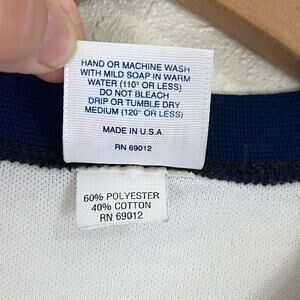 HAND OR MACHINE WASH
WITH MILD SOAP IN WARM
WATER (110° OR LESS)
DO NOT BLEACH
DRIP OR TUMBLE DRY
MEDIUM (120° OR LESS)
MADE IN U.S.A.
RN 69012
60% POLYESTER
40% COTTON
RN 69012